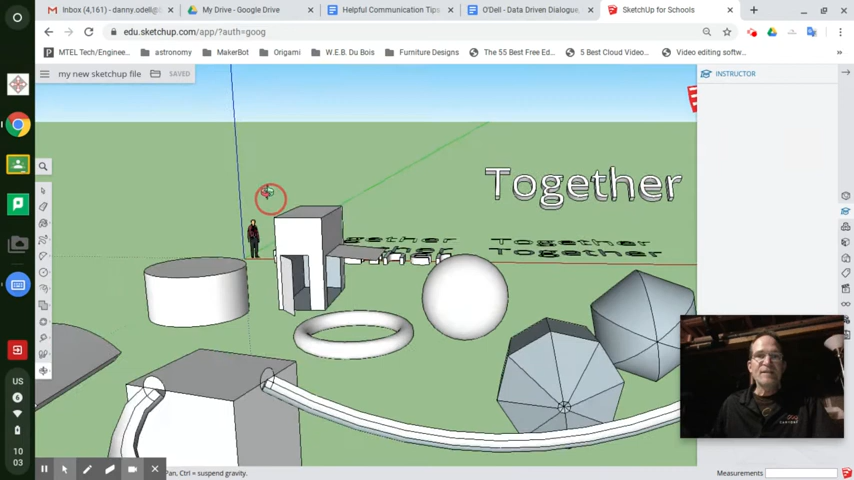 Inbox (4,161) - danny.odell@
My Drive - Google Drive
Helpful Communication Tips
O'Dell - Data Driven Dialogue,
SketchUp for Schools
edu.sketchup.com/app/?auth=goog
MTEL Tech/Enginee...
astronomy
MakerBot
Origami
W.E.B. Du Bois
Furniture Designs
The 55 Best Free Ed...
5 Best Cloud Video...
Video editing softw...
my new sketchup file
SAVED
INSTRUCTOR
Together
Together
Together
US
6
10
03
Pan, Ctrl = suspend gravity.
Measurements